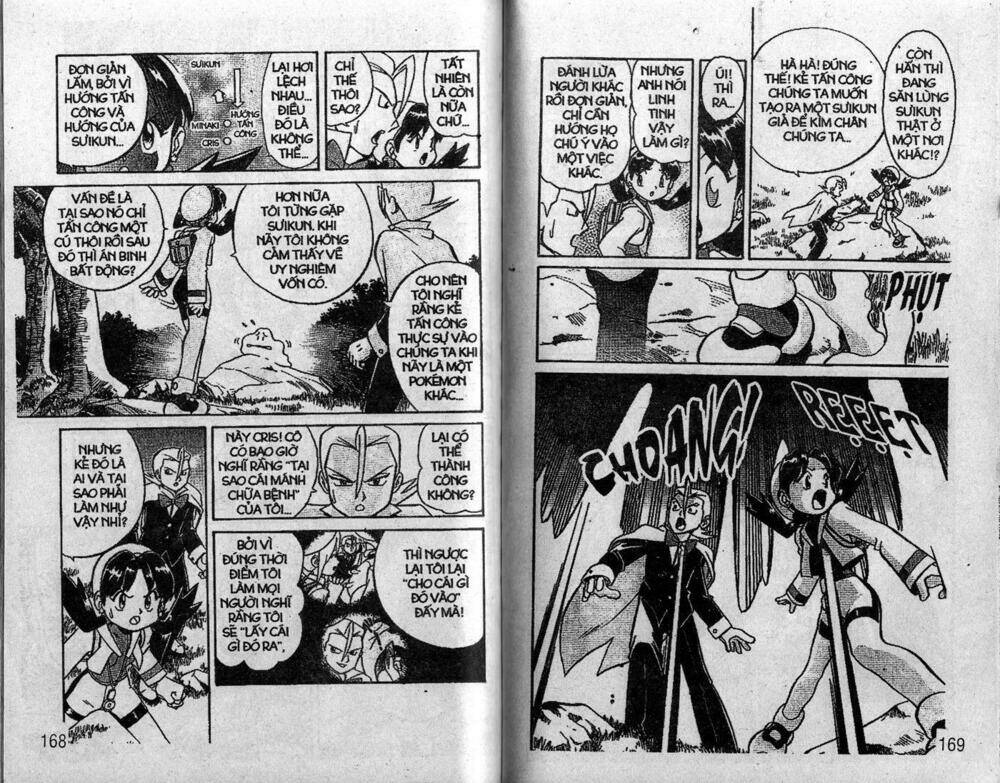 ĐƠN GIẢN
LẮM, BỞI VÌ
HƯỚNG TẤN
CÔNG VÀ
HƯỚNG CỦA
SUIKUN...
SUIKUN
HƯỚNG
TẤN
CÔNG
MINAKI
CRIS
LẠI HƠI
LỆCH
NHAU...
ĐIỀU
ĐÓ LÀ
KHÔNG
THỂ...
CHỈ
THẾ
THÔI
SAO?
TẤT
NHIÊN
LÀ CÒN
NỮA
CHỨ...
VẤN ĐỀ LÀ
TẠI SAO NÓ CHỈ
TẤN CÔNG MỘT
CÚ THÔI RỒI SAU
ĐÓ THÌ ÁN BINH
BẤT ĐỘNG?
HƠN NỮA
TÔI TỪNG GẶP
SUIKUN. KHI
NÃY TÔI KHÔNG
CẢM THẤY VẺ
UY NGHIÊM
VỐN CÓ.
CHO NÊN
TÔI NGHĨ
RẰNG KẺ
TẤN CÔNG
THỰC SỰ VÀO
CHÚNG TA KHI
NÃY LÀ MỘT
POKÉMON
KHÁC...
NHƯNG
KẺ ĐÓ LÀ
AI VÀ TẠI
SAO PHẢI
LÀM NHƯ
VẬY NHỈ?
NÀY CRIS! CÔ
CÓ BAO GIỜ
NGHĨ RẰNG "TẠI
SAO CÁI MÁNH
CHỮA BỆNH"
CỦA TÔI...
LẠI CÓ
THỂ
THÀNH
CÔNG
KHÔNG?
BỞI VÌ
ĐÚNG THỜI
ĐIỂM TÔI
LÀM MỌI
NGƯỜI NGHĨ
RẰNG TÔI
SẼ "LẤY CÁI
GÌ ĐÓ RA",
THÌ NGƯỢC
LẠI TÔI LẠI
"CHO CÁI GÌ
ĐÓ VÀO"
ĐẤY MÀ!
168
ĐÁNH LỪA
NGƯỜI KHÁC
RỒI ĐƠN GIẢN,
CHỈ CẦN
HƯỚNG HỌ
CHÚ Ý VÀO
MỘT VIỆC
KHÁC.
NHƯNG
ANH NÓI
LINH
TINH
VẬY
LÀM GÌ?
ÚI!
THÌ
RA...
HÀ HÀ! ĐÚNG
THẾ! KẺ TẤN CÔNG
CHÚNG TA MUỐN
TẠO RA MỘT SUIKUN
GIẢ ĐỂ KÌM CHÂN
CHÚNG TA...
CÒN
HẮN THÌ
ĐANG
SĂN LÙNG
SUIKUN
THẬT Ở
MỘT NƠI
KHÁC!?
PHỤT
CHOANG!
RẸẸẸT
169